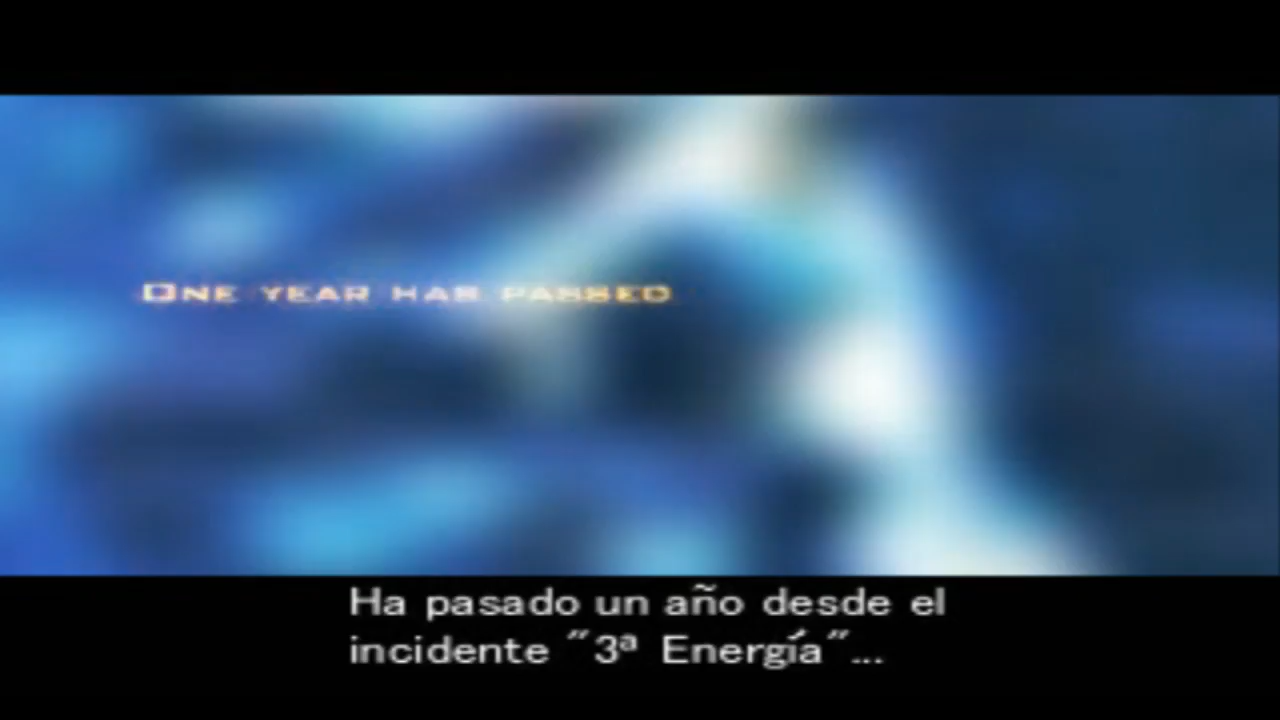 ONE YEAR HAS PASSED
Ha pasado un año desde el
incidente "3ª Energía"...